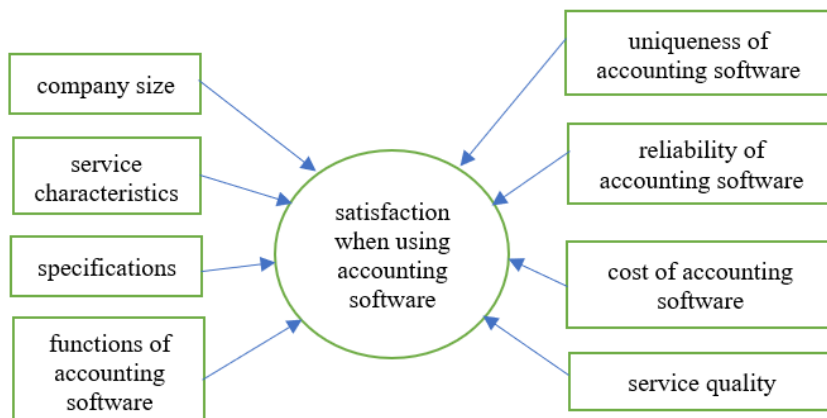 company size
service
characteristics
specifications
functions of
accounting
software
satisfaction
when using
accounting
software
uniqueness of
accounting software
reliability of
accounting software
cost of accounting
software
service quality